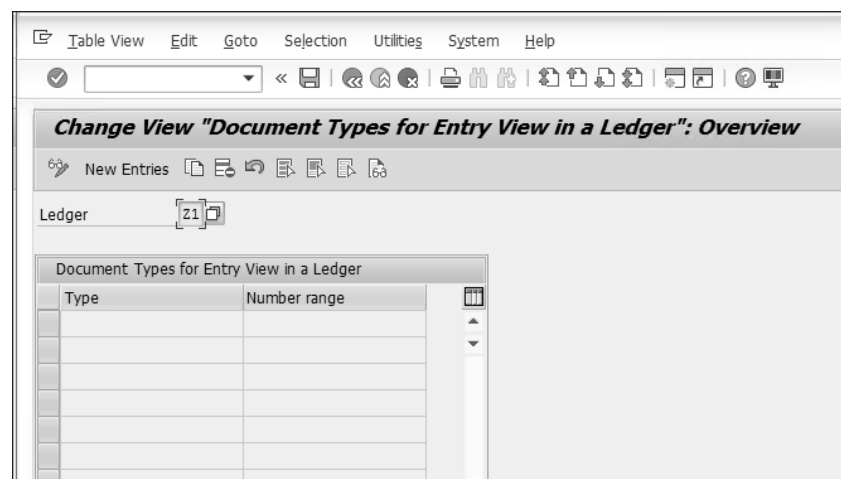 Table View Edit Goto Selection Utilities System Help
Change View "Document Types for Entry View in a Ledger": Overview
New Entries
Ledger Z1
Document Types for Entry View in a Ledger
Type Number range